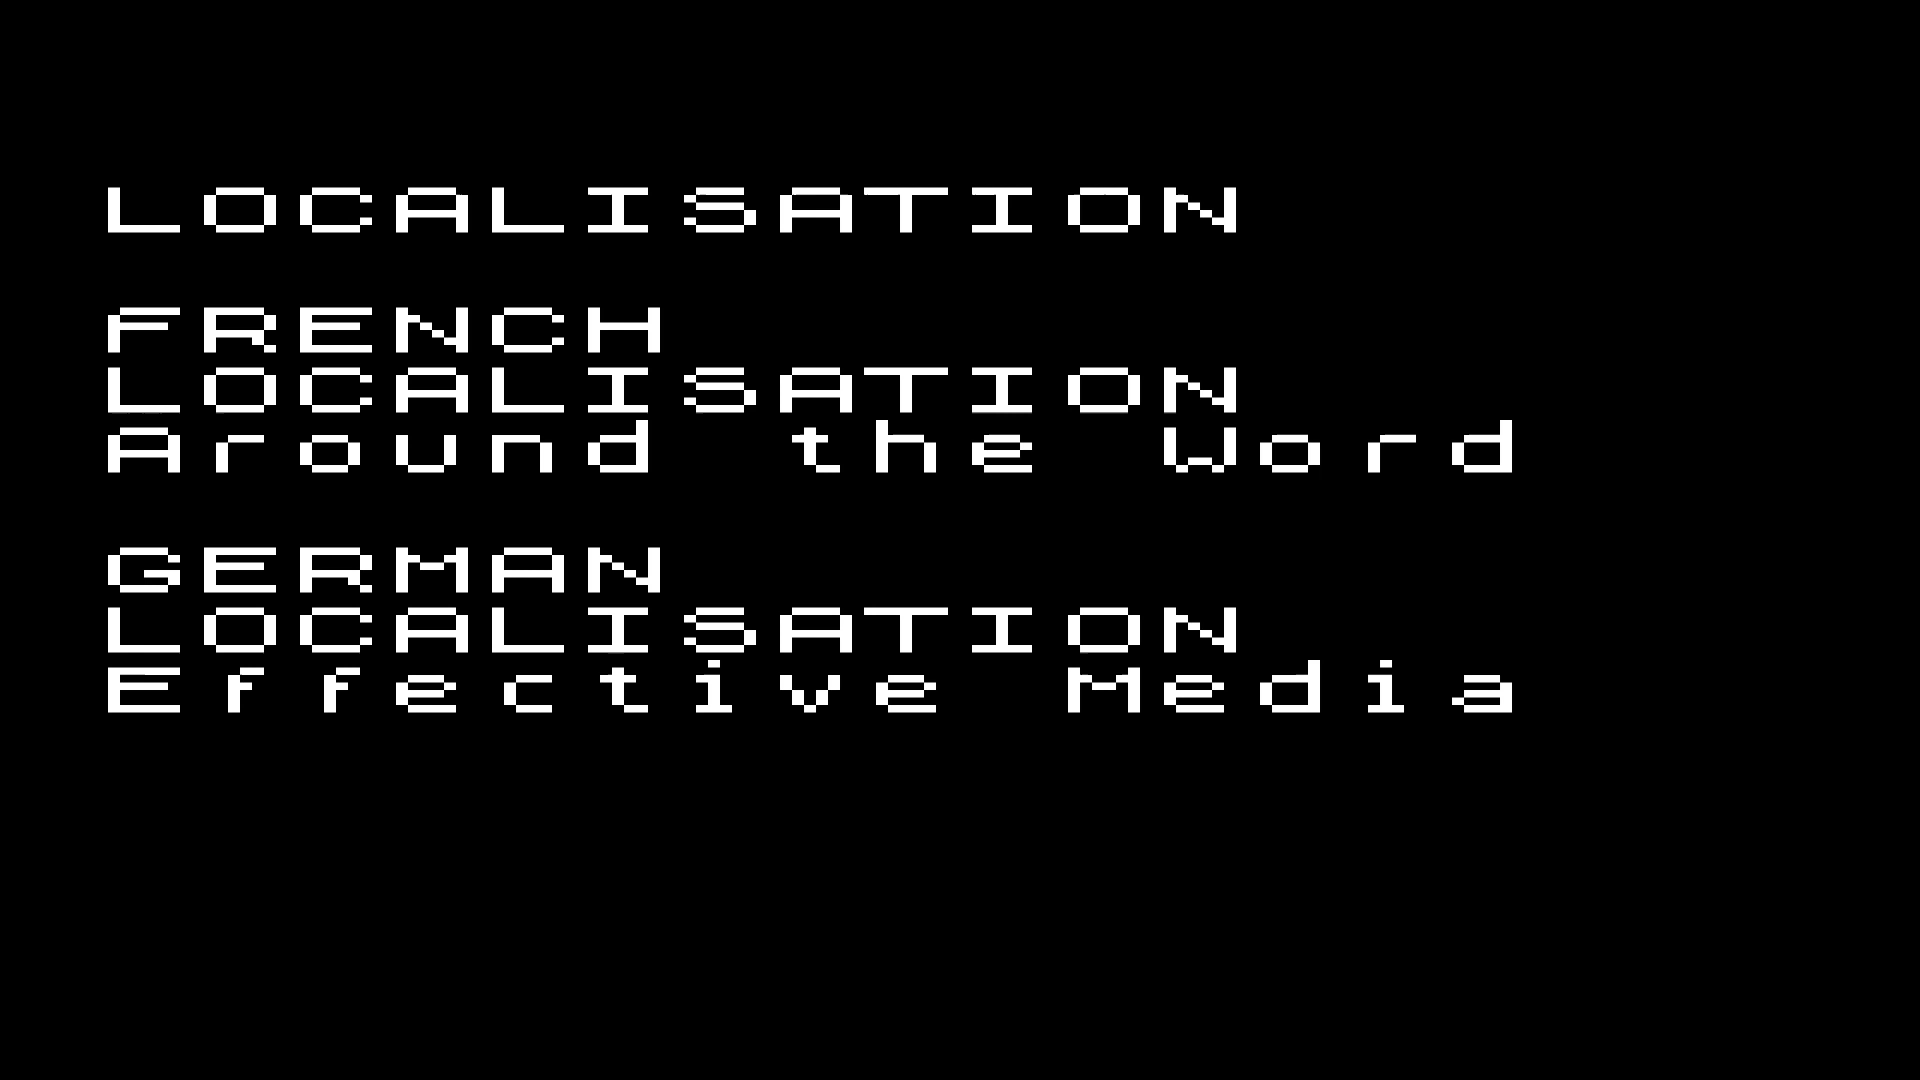 LOCALISATION
FRENCH
LOCALISATION
Around the Word
GERMAN
LOCALISATION
Effective Media